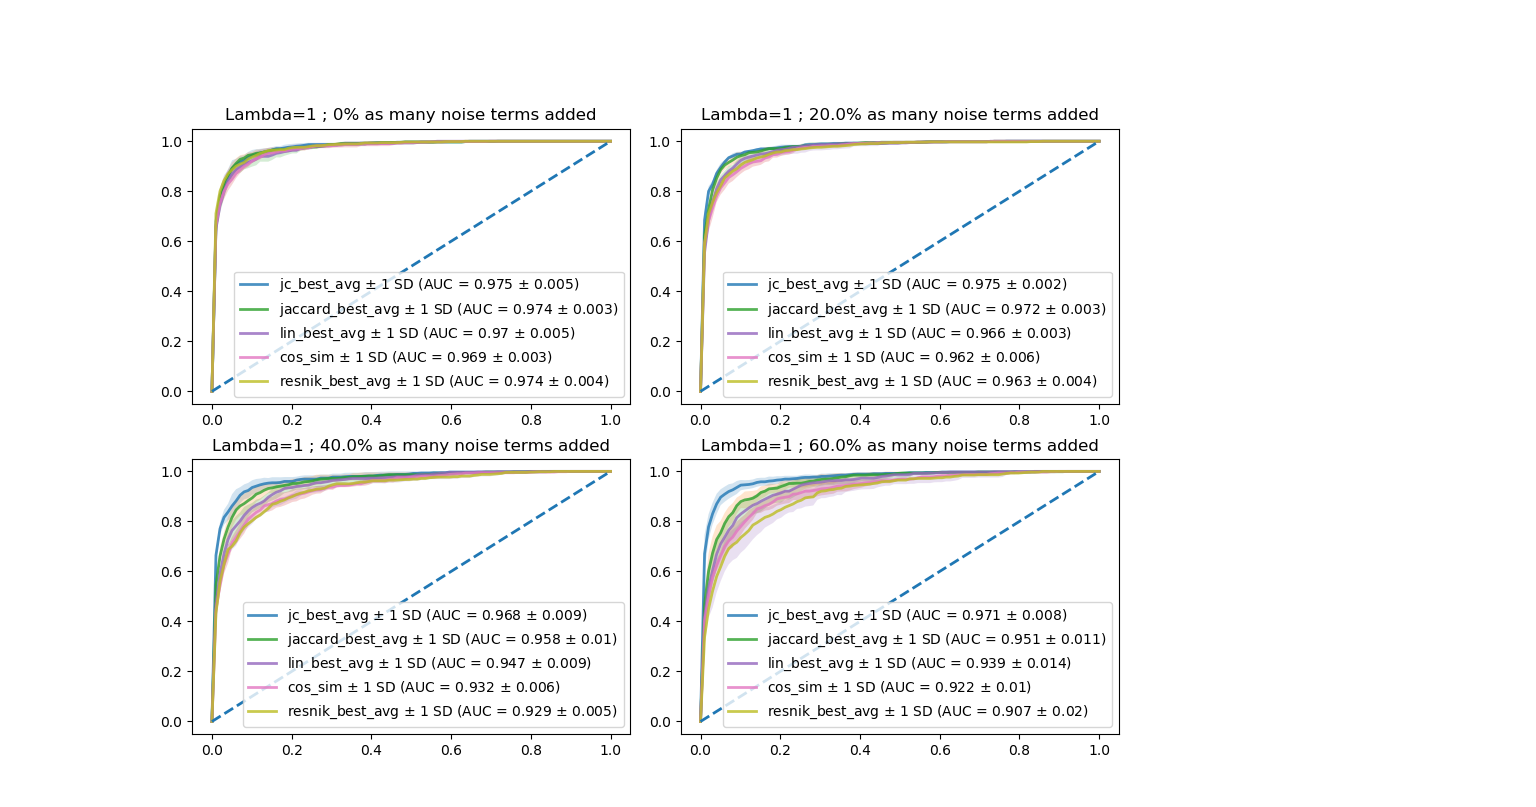 Lambda=1 ; 0% as many noise terms added
1.0
0.8
0.6
0.4
0.2
0.0
jc_best_avg ± 1 SD (AUC = 0.975 ± 0.005)
jaccard_best_avg ± 1 SD (AUC = 0.974 ± 0.003)
lin_best_avg ± 1 SD (AUC = 0.97 ± 0.005)
cos_sim ± 1 SD (AUC = 0.969 ± 0.003)
resnik_best_avg ± 1 SD (AUC = 0.974 ± 0.004)
0.0 0.2 0.4 0.6 0.8 1.0
Lambda=1 ; 20.0% as many noise terms added
1.0
0.8
0.6
0.4
0.2
0.0
jc_best_avg ± 1 SD (AUC = 0.975 ± 0.002)
jaccard_best_avg ± 1 SD (AUC = 0.972 ± 0.003)
lin_best_avg ± 1 SD (AUC = 0.966 ± 0.003)
cos_sim ± 1 SD (AUC = 0.962 ± 0.006)
resnik_best_avg ± 1 SD (AUC = 0.963 ± 0.004)
0.0 0.2 0.4 0.6 0.8 1.0
Lambda=1 ; 40.0% as many noise terms added
1.0
0.8
0.6
0.4
0.2
0.0
jc_best_avg ± 1 SD (AUC = 0.968 ± 0.009)
jaccard_best_avg ± 1 SD (AUC = 0.958 ± 0.01)
lin_best_avg ± 1 SD (AUC = 0.947 ± 0.009)
cos_sim ± 1 SD (AUC = 0.932 ± 0.006)
resnik_best_avg ± 1 SD (AUC = 0.929 ± 0.005)
0.0 0.2 0.4 0.6 0.8 1.0
Lambda=1 ; 60.0% as many noise terms added
1.0
0.8
0.6
0.4
0.2
0.0
jc_best_avg ± 1 SD (AUC = 0.971 ± 0.008)
jaccard_best_avg ± 1 SD (AUC = 0.951 ± 0.011)
lin_best_avg ± 1 SD (AUC = 0.939 ± 0.014)
cos_sim ± 1 SD (AUC = 0.922 ± 0.01)
resnik_best_avg ± 1 SD (AUC = 0.907 ± 0.02)
0.0 0.2 0.4 0.6 0.8 1.0